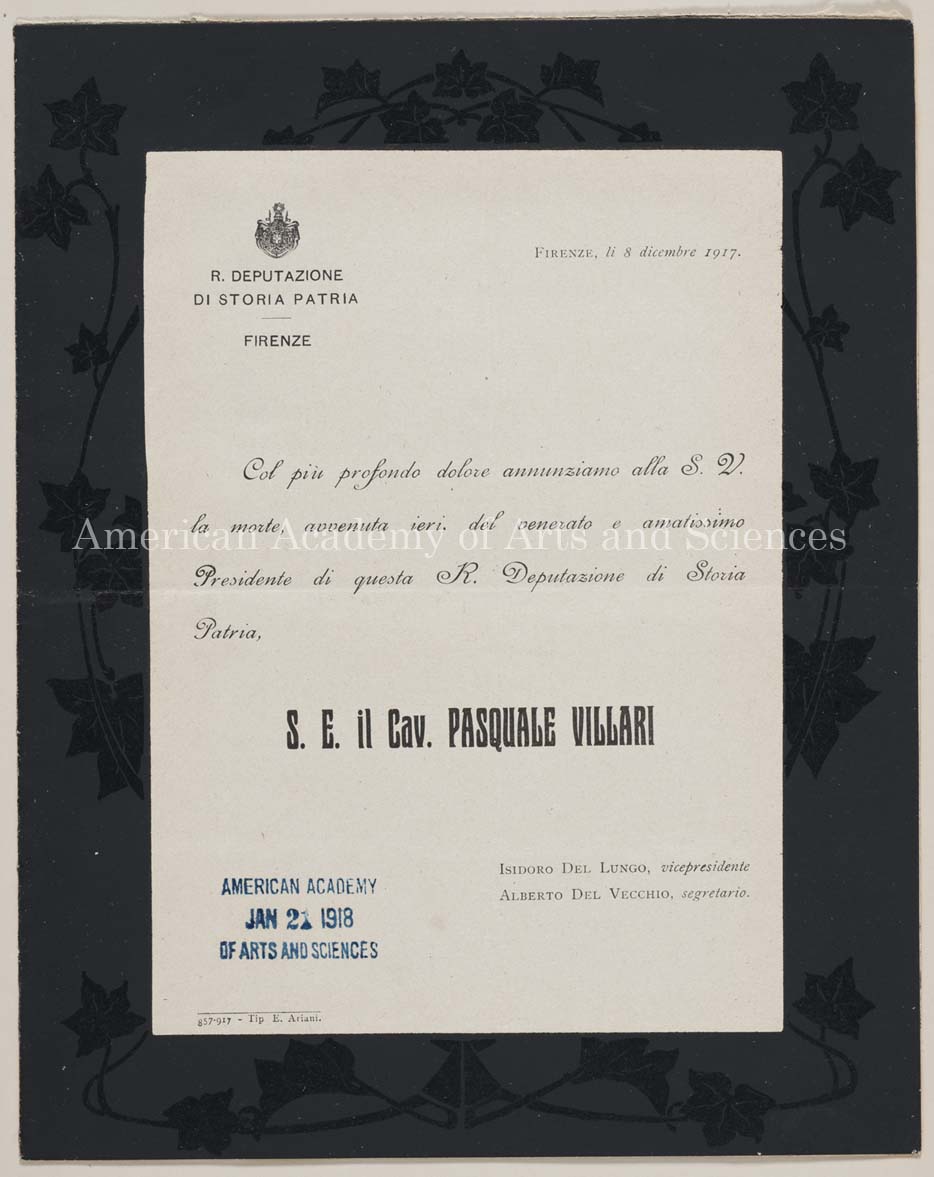 R. DEPUTAZIONE
DI STORIA PATRIA
FIRENZE
FIRENZE, li 8 dicembre 1917.
Col più profondo dolore annunziamo alla S. V.
la morte, avvenuta ieri, del venerato e amatissimo
American Academy of Arts and Sciences
Presidente di questa R. Deputazione di Storia
Patria,
S. E. il Cav. PASQUALE VILLARI
ISIDORO DEL LUNGO, vicepresidente
ALBERTO DEL VECCHIO, segretario.
AMERICAN ACADEMY
JAN 21 1918
OF ARTS AND SCIENCES
857-917 - Tip E. Ariani.